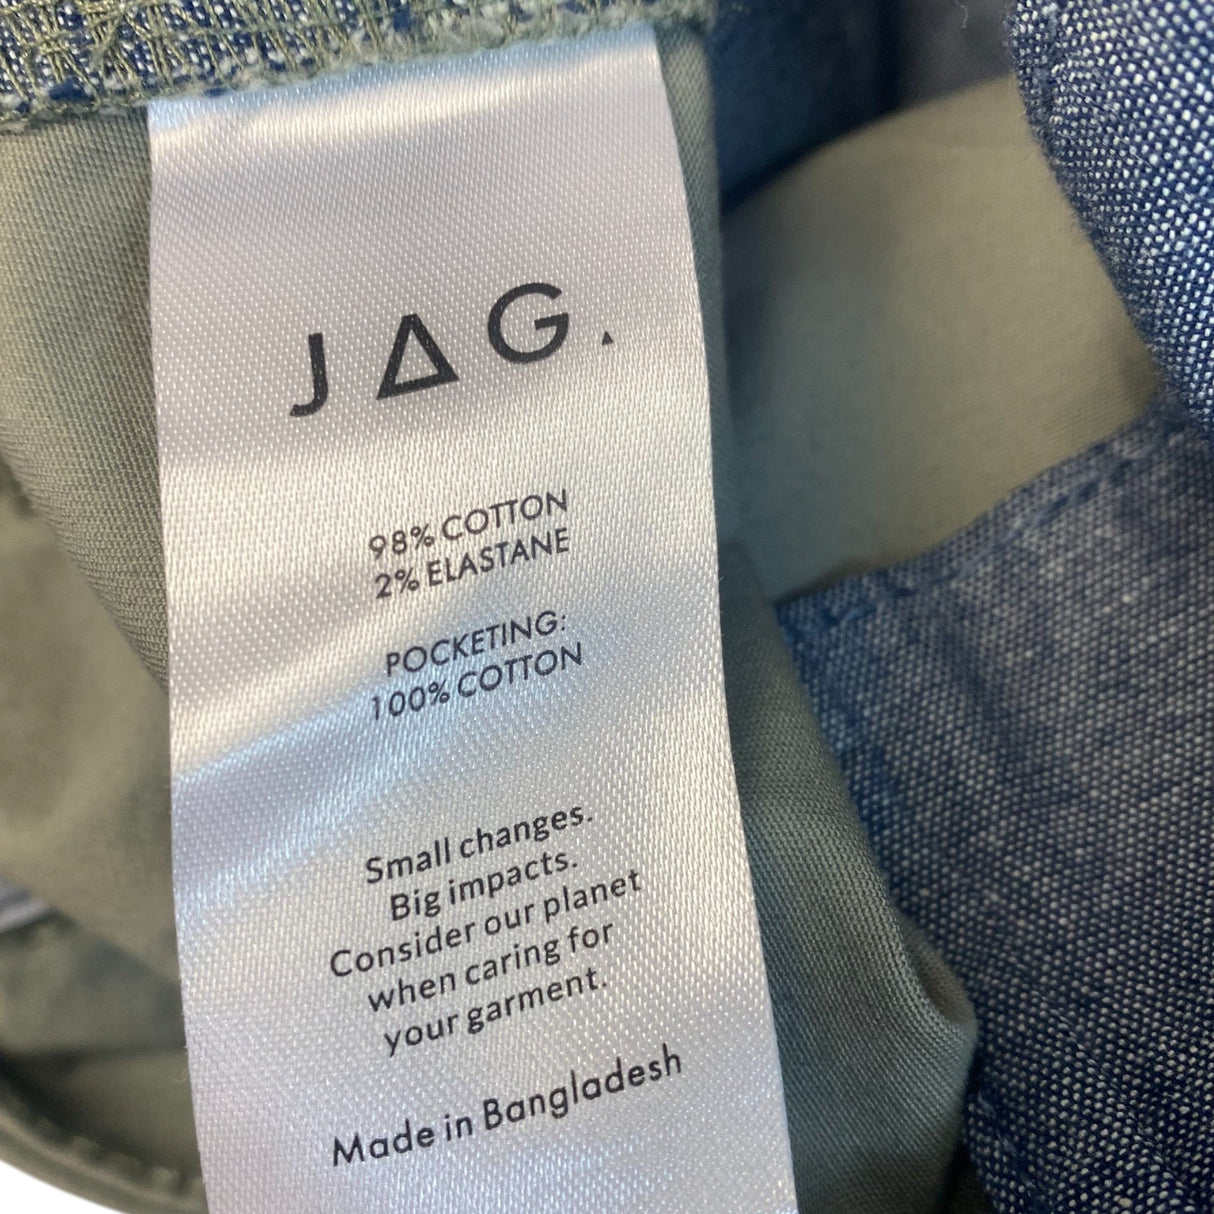 JAG.
98% COTTON
2% ELASTANE
POCKETING:
100% COTTON
Small changes.
Big impacts.
Consider our planet
when caring for
your garment.
Made in Bangladesh